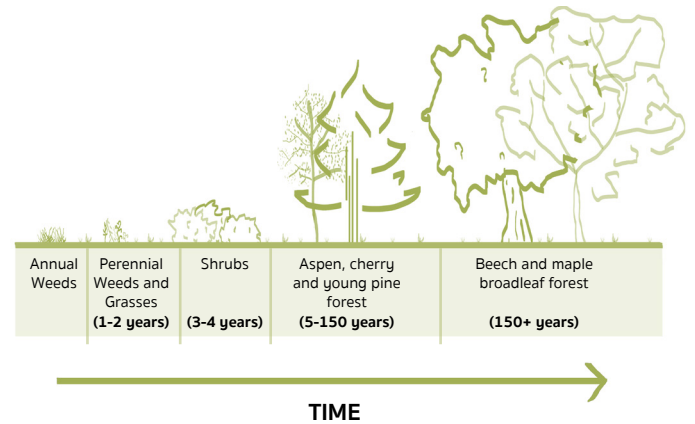 Annual
Weeds
Perennial
Weeds and
Grasses
(1-2 years)
Shrubs
(3-4 years)
Aspen, cherry
and young pine
forest
(5-150 years)
Beech and maple
broadleaf forest
(150+ years)
TIME